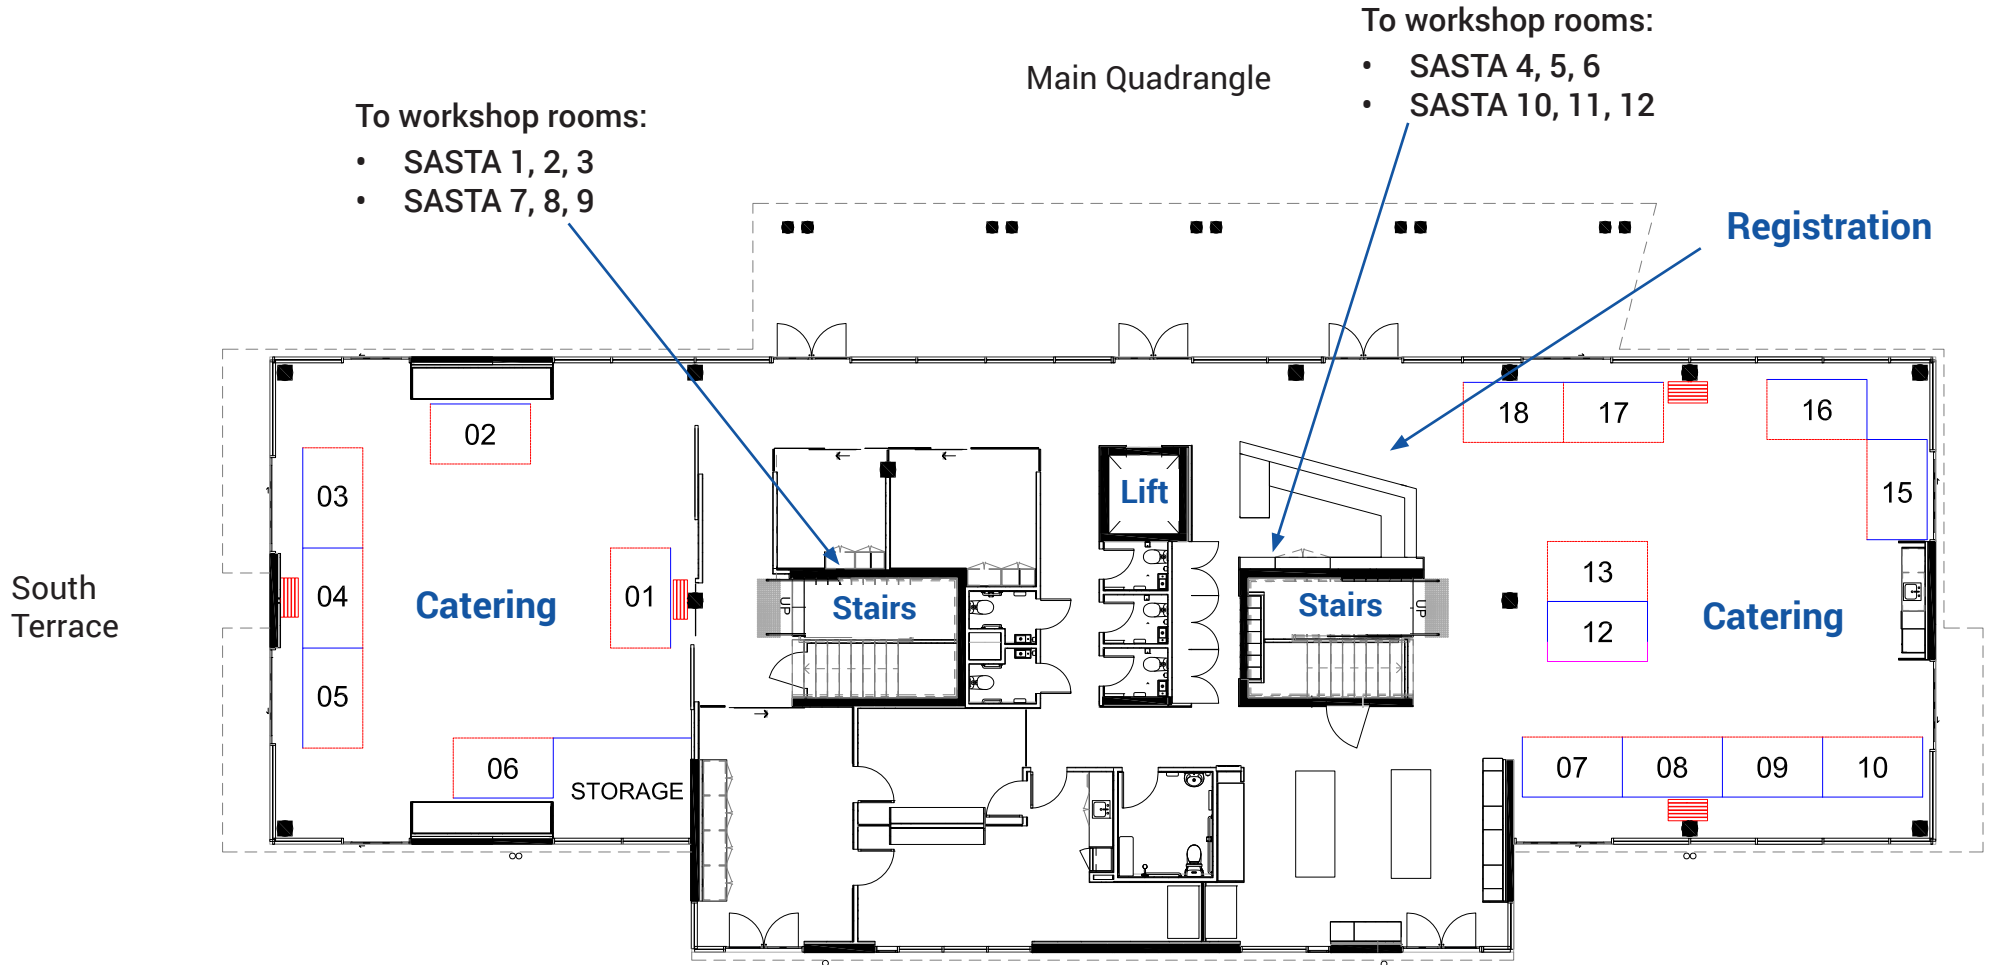 To workshop rooms:
• SASTA 4, 5, 6
• SASTA 10, 11, 12
Main Quadrangle
To workshop rooms:
• SASTA 1, 2, 3
• SASTA 7, 8, 9
Registration
02
18
17
16
03
Lift
15
04
01
Catering
South
Terrace
UP
Stairs
Stairs
UP
13
12
Catering
05
06
STORAGE
07
08
09
10